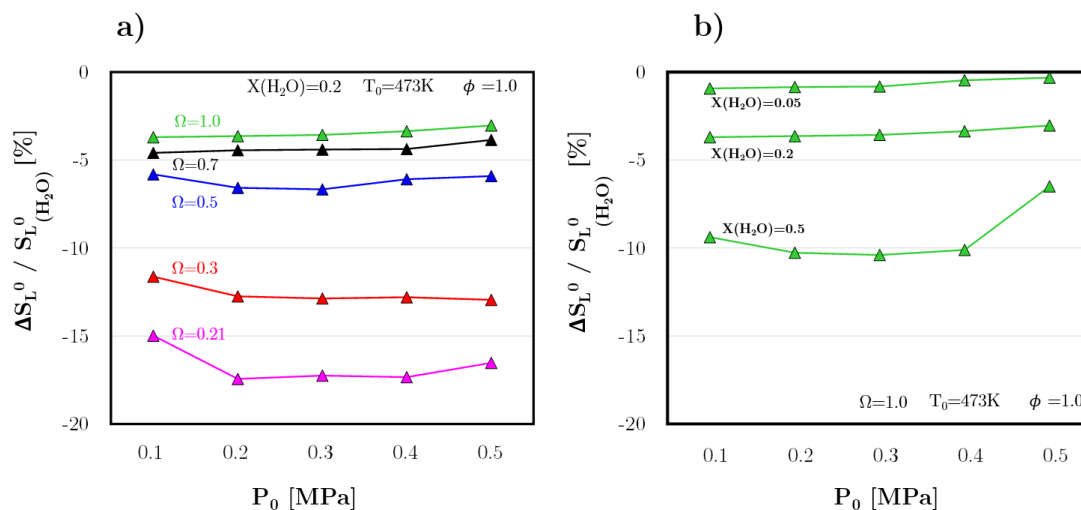 a)
ΔS_L⁰ / S_L⁰(H₂O) [%]
0
-5
-10
-15
-20
X(H₂O)=0.2 T₀=473K ϕ =1.0
Ω=1.0
Ω=0.7
Ω=0.5
Ω=0.3
Ω=0.21
0.1 0.2 0.3 0.4 0.5
P₀ [MPa]
b)
ΔS_L⁰ / S_L⁰(H₂O) [%]
0
-5
-10
-15
-20
X(H₂O)=0.05
X(H₂O)=0.2
X(H₂O)=0.5
Ω=1.0 T₀=473K ϕ =1.0
0.1 0.2 0.3 0.4 0.5
P₀ [MPa]